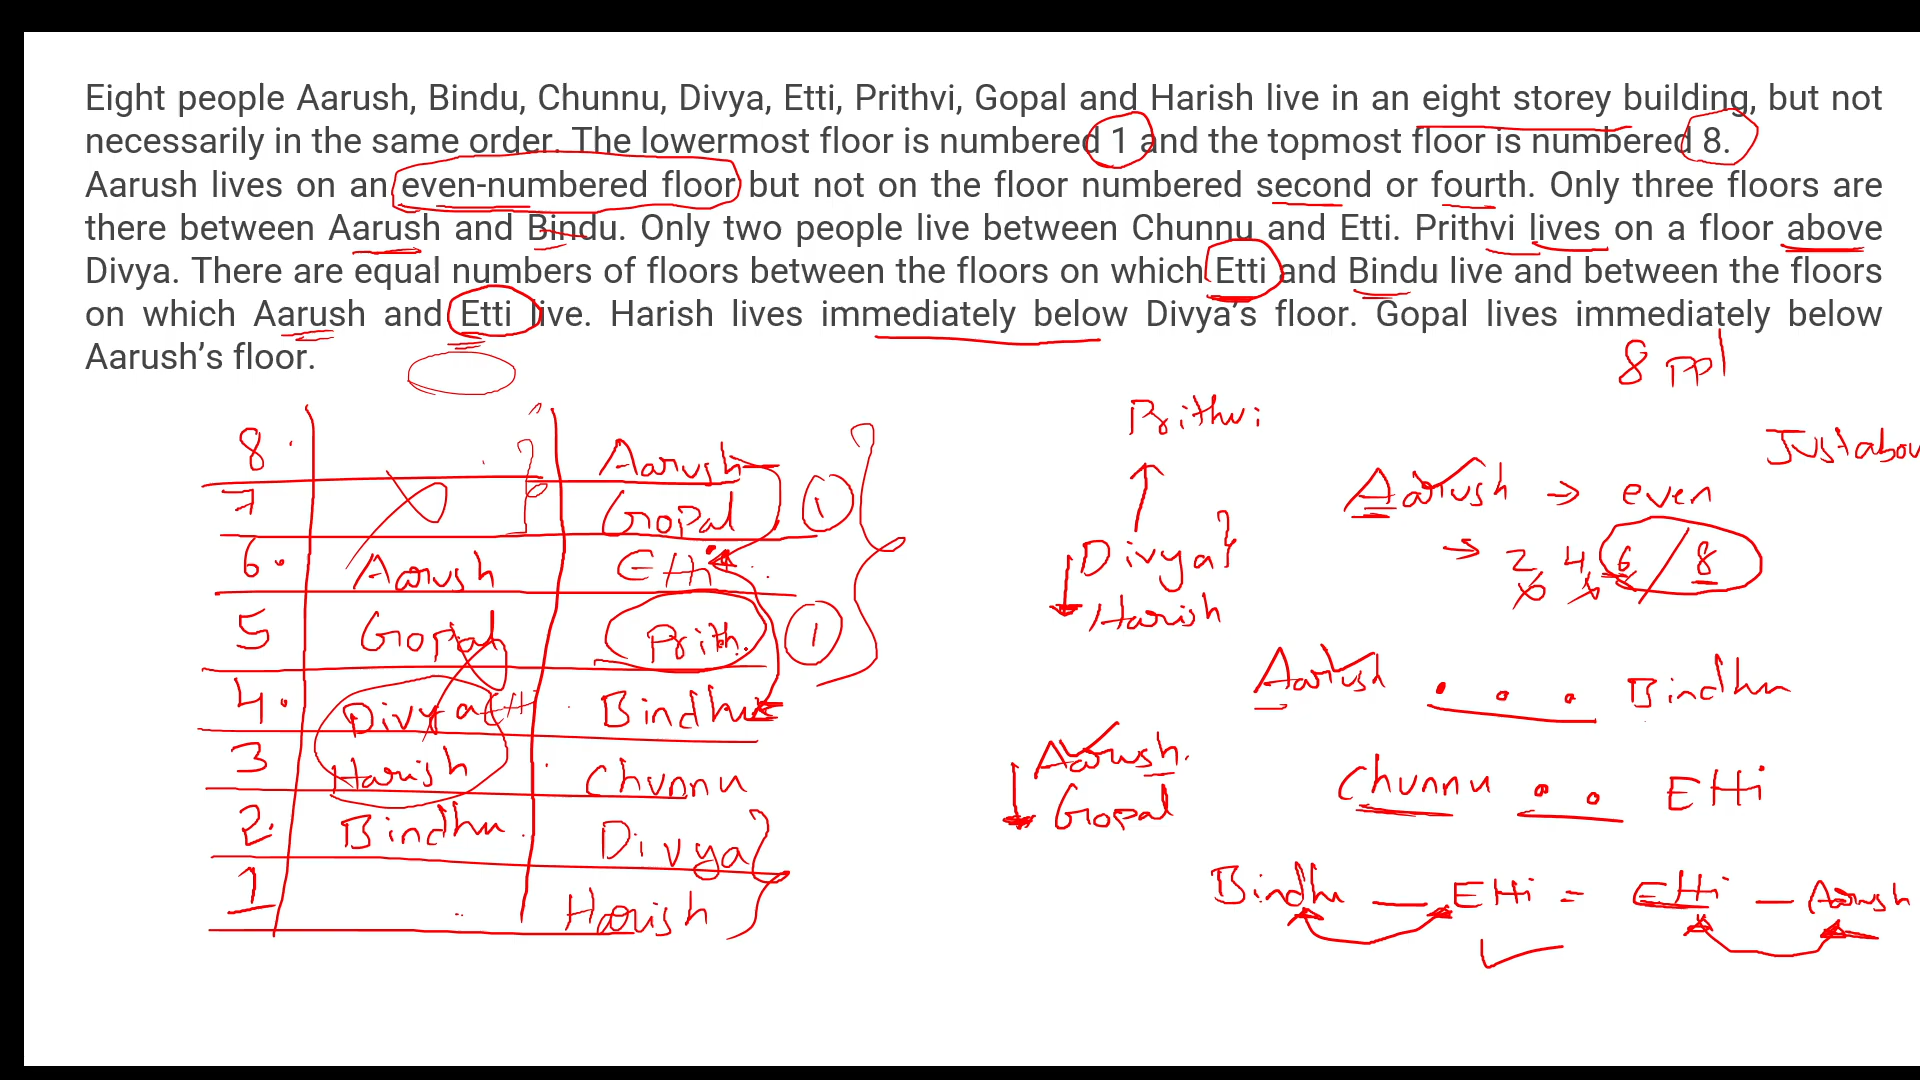 Eight people Aarush, Bindu, Chunnu, Divya, Etti, Prithvi, Gopal and Harish live in an eight storey building, but not
necessarily in the same order. The lowermost floor is numbered 1 and the topmost floor is numbered 8.
Aarush lives on an even-numbered floor but not on the floor numbered second or fourth. Only three floors are
there between Aarush and Bindu. Only two people live between Chunnu and Etti. Prithvi lives on a floor above
Divya. There are equal numbers of floors between the floors on which Etti and Bindu live and between the floors
on which Aarush and Etti live. Harish lives immediately below Divya's floor. Gopal lives immediately below
Aarush's floor.
8 ppl
Prithvi
Just abov
8 Aarush
7 Gopal
1
Aarush → even
→ 2 4 6 / 8
6 Aarush Etti
Divya
Harish
5 Gopal Prith.
1
4 Divya Etti Bindhu
Aarush Bindhu
3 Harish Chunnu
Aarush
Gopal
Chunnu Etti
2 Bindhu Divya
1 Harish
Bindhu — Etti = Etti — Aarush